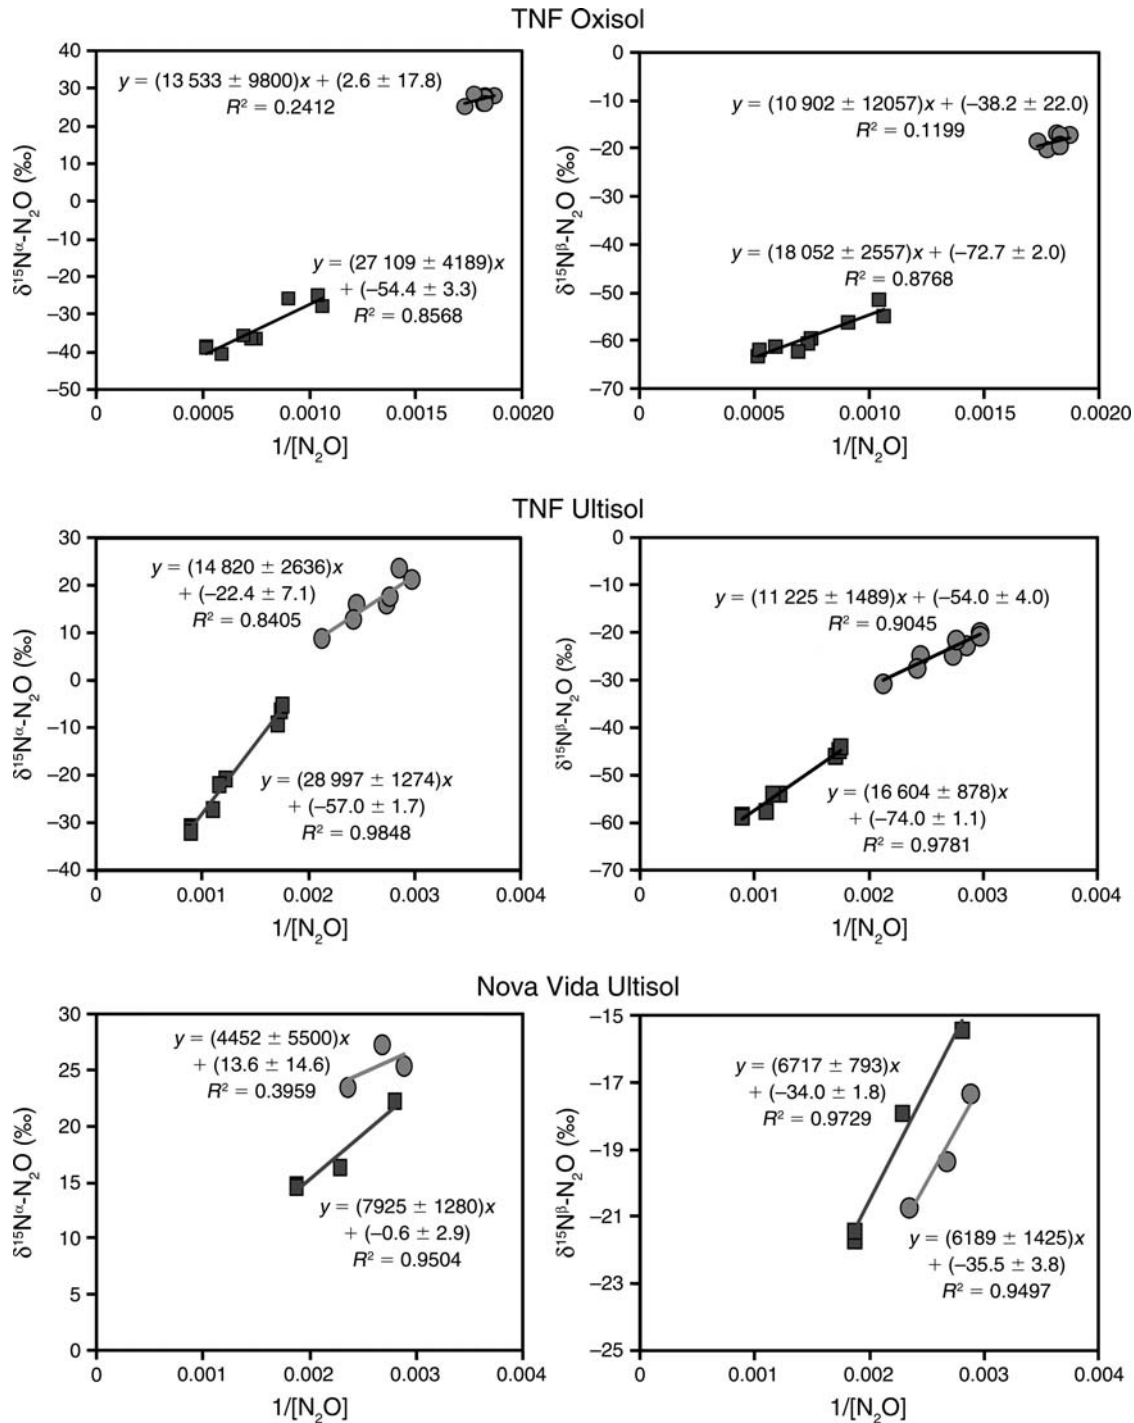 TNF Oxisol
40
30
20
10
0
–10
–20
–30
–40
–50
δ¹⁵Nᵅ-N₂O (‰)
y = (13 533 ± 9800)x + (2.6 ± 17.8)
R² = 0.2412
y = (27 109 ± 4189)x
+ (–54.4 ± 3.3)
R² = 0.8568
0 0.0005 0.0010 0.0015 0.0020
1/[N₂O]
0
–10
–20
–30
–40
–50
–60
–70
δ¹⁵Nᵝ-N₂O (‰)
y = (10 902 ± 12057)x + (–38.2 ± 22.0)
R² = 0.1199
y = (18 052 ± 2557)x + (–72.7 ± 2.0)
R² = 0.8768
0 0.0005 0.0010 0.0015 0.0020
1/[N₂O]
TNF Ultisol
30
20
10
0
–10
–20
–30
–40
δ¹⁵Nᵅ-N₂O (‰)
y = (14 820 ± 2636)x
+ (–22.4 ± 7.1)
R² = 0.8405
y = (28 997 ± 1274)x
+ (–57.0 ± 1.7)
R² = 0.9848
0 0.001 0.002 0.003 0.004
1/[N₂O]
0
–10
–20
–30
–40
–50
–60
–70
δ¹⁵Nᵝ-N₂O (‰)
y = (11 225 ± 1489)x + (–54.0 ± 4.0)
R² = 0.9045
y = (16 604 ± 878)x
+ (–74.0 ± 1.1)
R² = 0.9781
0 0.001 0.002 0.003 0.004
1/[N₂O]
Nova Vida Ultisol
30
25
20
15
10
5
0
δ¹⁵Nᵅ-N₂O (‰)
y = (4452 ± 5500)x
+ (13.6 ± 14.6)
R² = 0.3959
y = (7925 ± 1280)x
+ (–0.6 ± 2.9)
R² = 0.9504
0 0.001 0.002 0.003 0.004
1/[N₂O]
–15
–17
–19
–21
–23
–25
δ¹⁵Nᵝ-N₂O (‰)
y = (6717 ± 793)x
+ (–34.0 ± 1.8)
R² = 0.9729
y = (6189 ± 1425)x
+ (–35.5 ± 3.8)
R² = 0.9497
0 0.001 0.002 0.003 0.004
1/[N₂O]